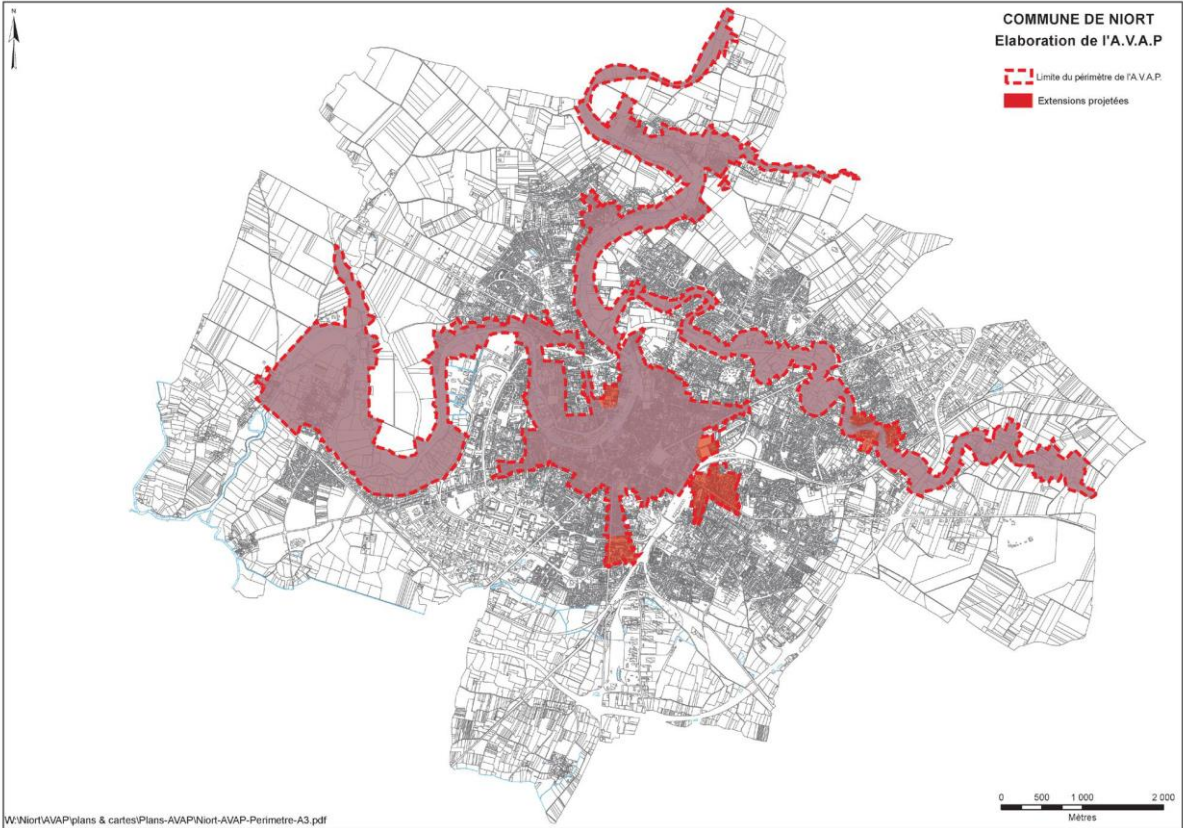 N
COMMUNE DE NIORT
Elaboration de l'A.V.A.P
Limite du périmètre de l'A.V.A.P.
Extensions projetées
0 500 1 000 2 000
Mètres
W:\Niort\AVAP\plans & cartes\Plans-AVAP\Niort-AVAP-Perimetre-A3.pdf